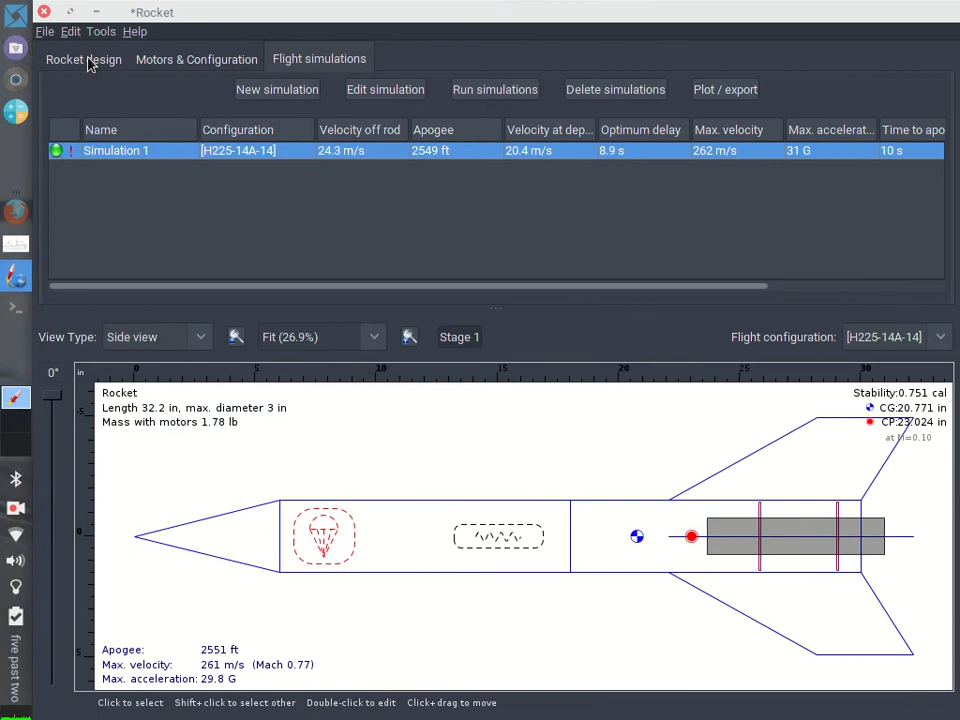 *Rocket
File Edit Tools Help
Rocket design Motors & Configuration Flight simulations
New simulation Edit simulation Run simulations Delete simulations Plot / export
Name Configuration Velocity off rod Apogee Velocity at dep... Optimum delay Max. velocity Max. accelerat... Time to apo
! Simulation 1 [H225-14A-14] 24.3 m/s 2549 ft 20.4 m/s 8.9 s 262 m/s 31 G 10 s
View Type: Side view Fit (26.9%) Stage 1 Flight configuration: [H225-14A-14]
0° in 0 5 10 15 20 25 30
-5
0
5
Rocket
Length 32.2 in, max. diameter 3 in
Mass with motors 1.78 lb
Stability:0.751 cal
CG:20.771 in
CP:23.024 in
at M=0.10
Apogee: 2551 ft
Max. velocity: 261 m/s (Mach 0.77)
Max. acceleration: 29.8 G
Click to select Shift+click to select other Double-click to edit Click+drag to move
five past two